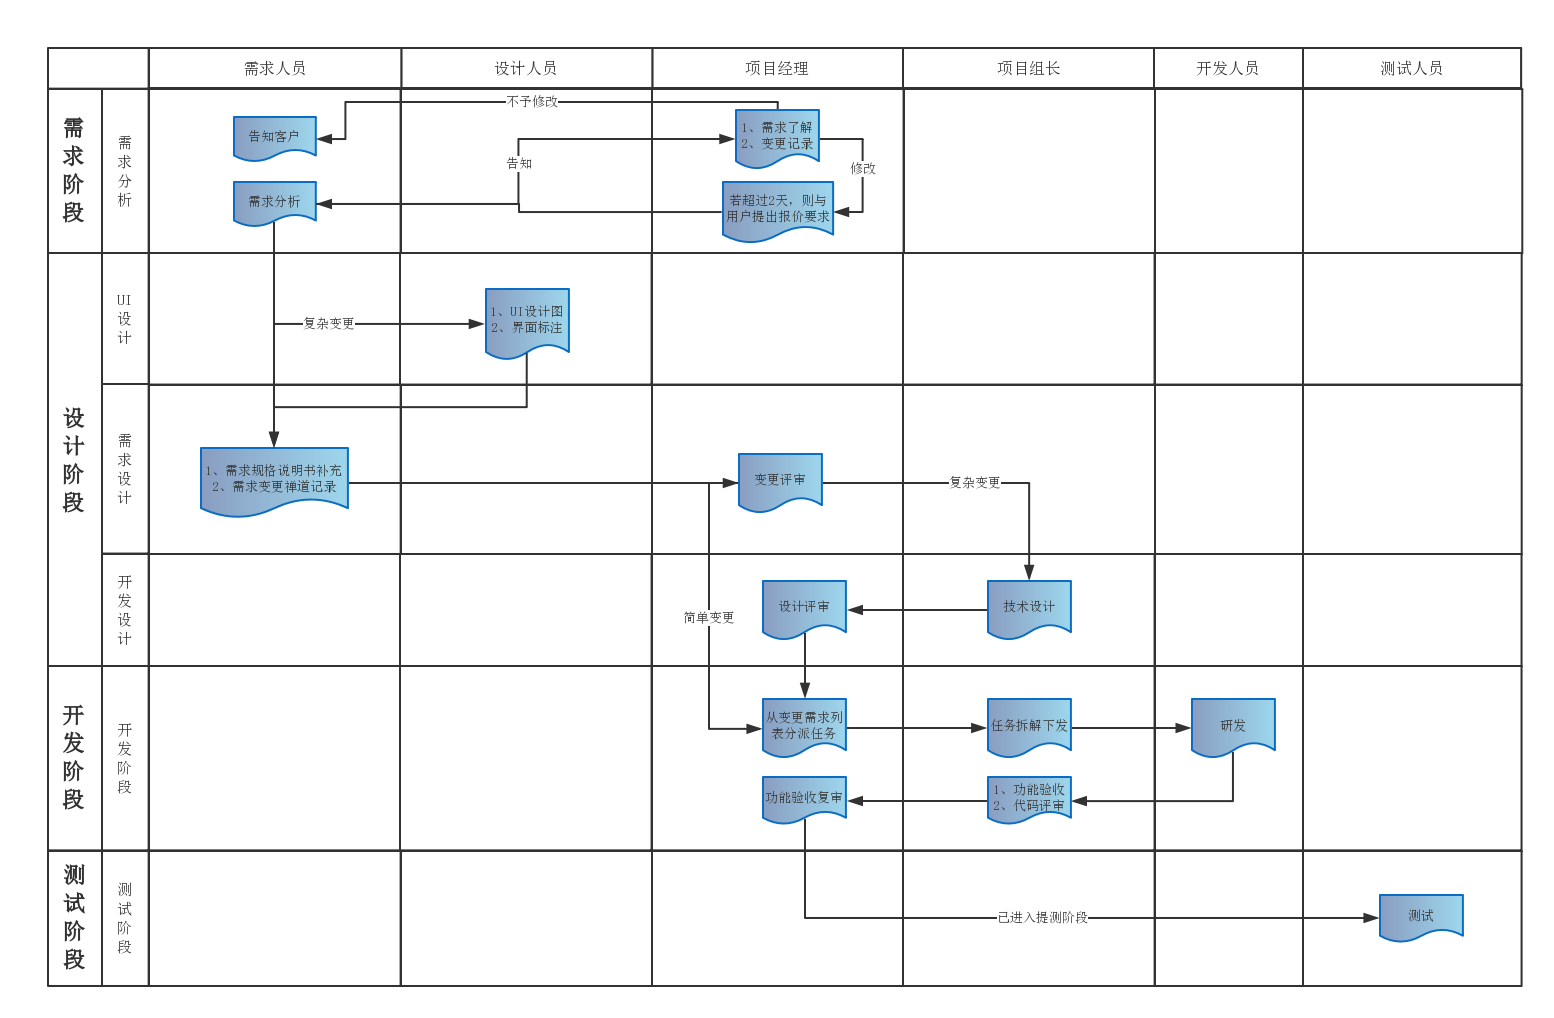 需求人员
设计人员
项目经理
项目组长
开发人员
测试人员
需求阶段
需求分析
不予修改
告知客户
1、需求了解
2、变更记录
告知
修改
需求分析
若超过2天，则与
用户提出报价要求
设计阶段
UI设计
1、UI设计图
2、界面标注
复杂变更
需求设计
1、需求规格说明书补充
2、需求变更禅道记录
变更评审
复杂变更
开发设计
简单变更
设计评审
技术设计
开发阶段
开发阶段
从变更需求列
表分派任务
任务拆解下发
研发
功能验收复审
1、功能验收
2、代码评审
测试阶段
测试阶段
已进入提测阶段
测试